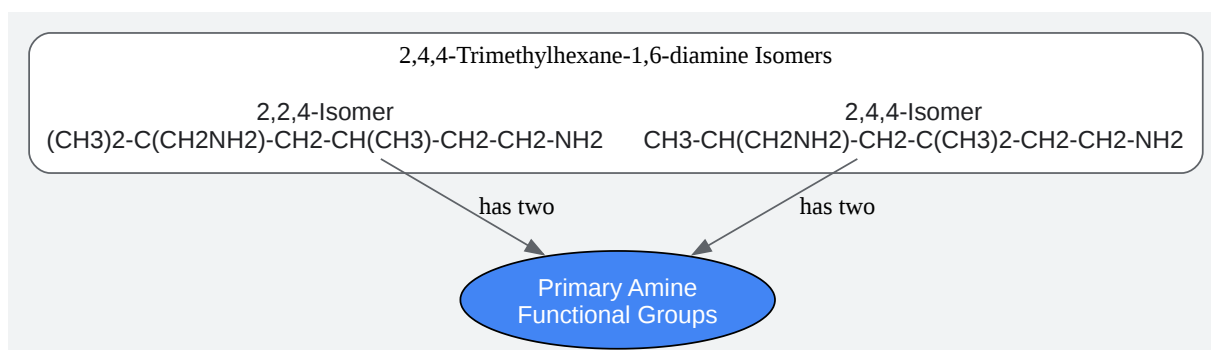 2,4,4-Trimethylhexane-1,6-diamine Isomers
2,2,4-Isomer
(CH3)2-C(CH2NH2)-CH2-CH(CH3)-CH2-CH2-NH2
2,4,4-Isomer
CH3-CH(CH2NH2)-CH2-C(CH3)2-CH2-CH2-NH2
has two
has two
Primary Amine
Functional Groups